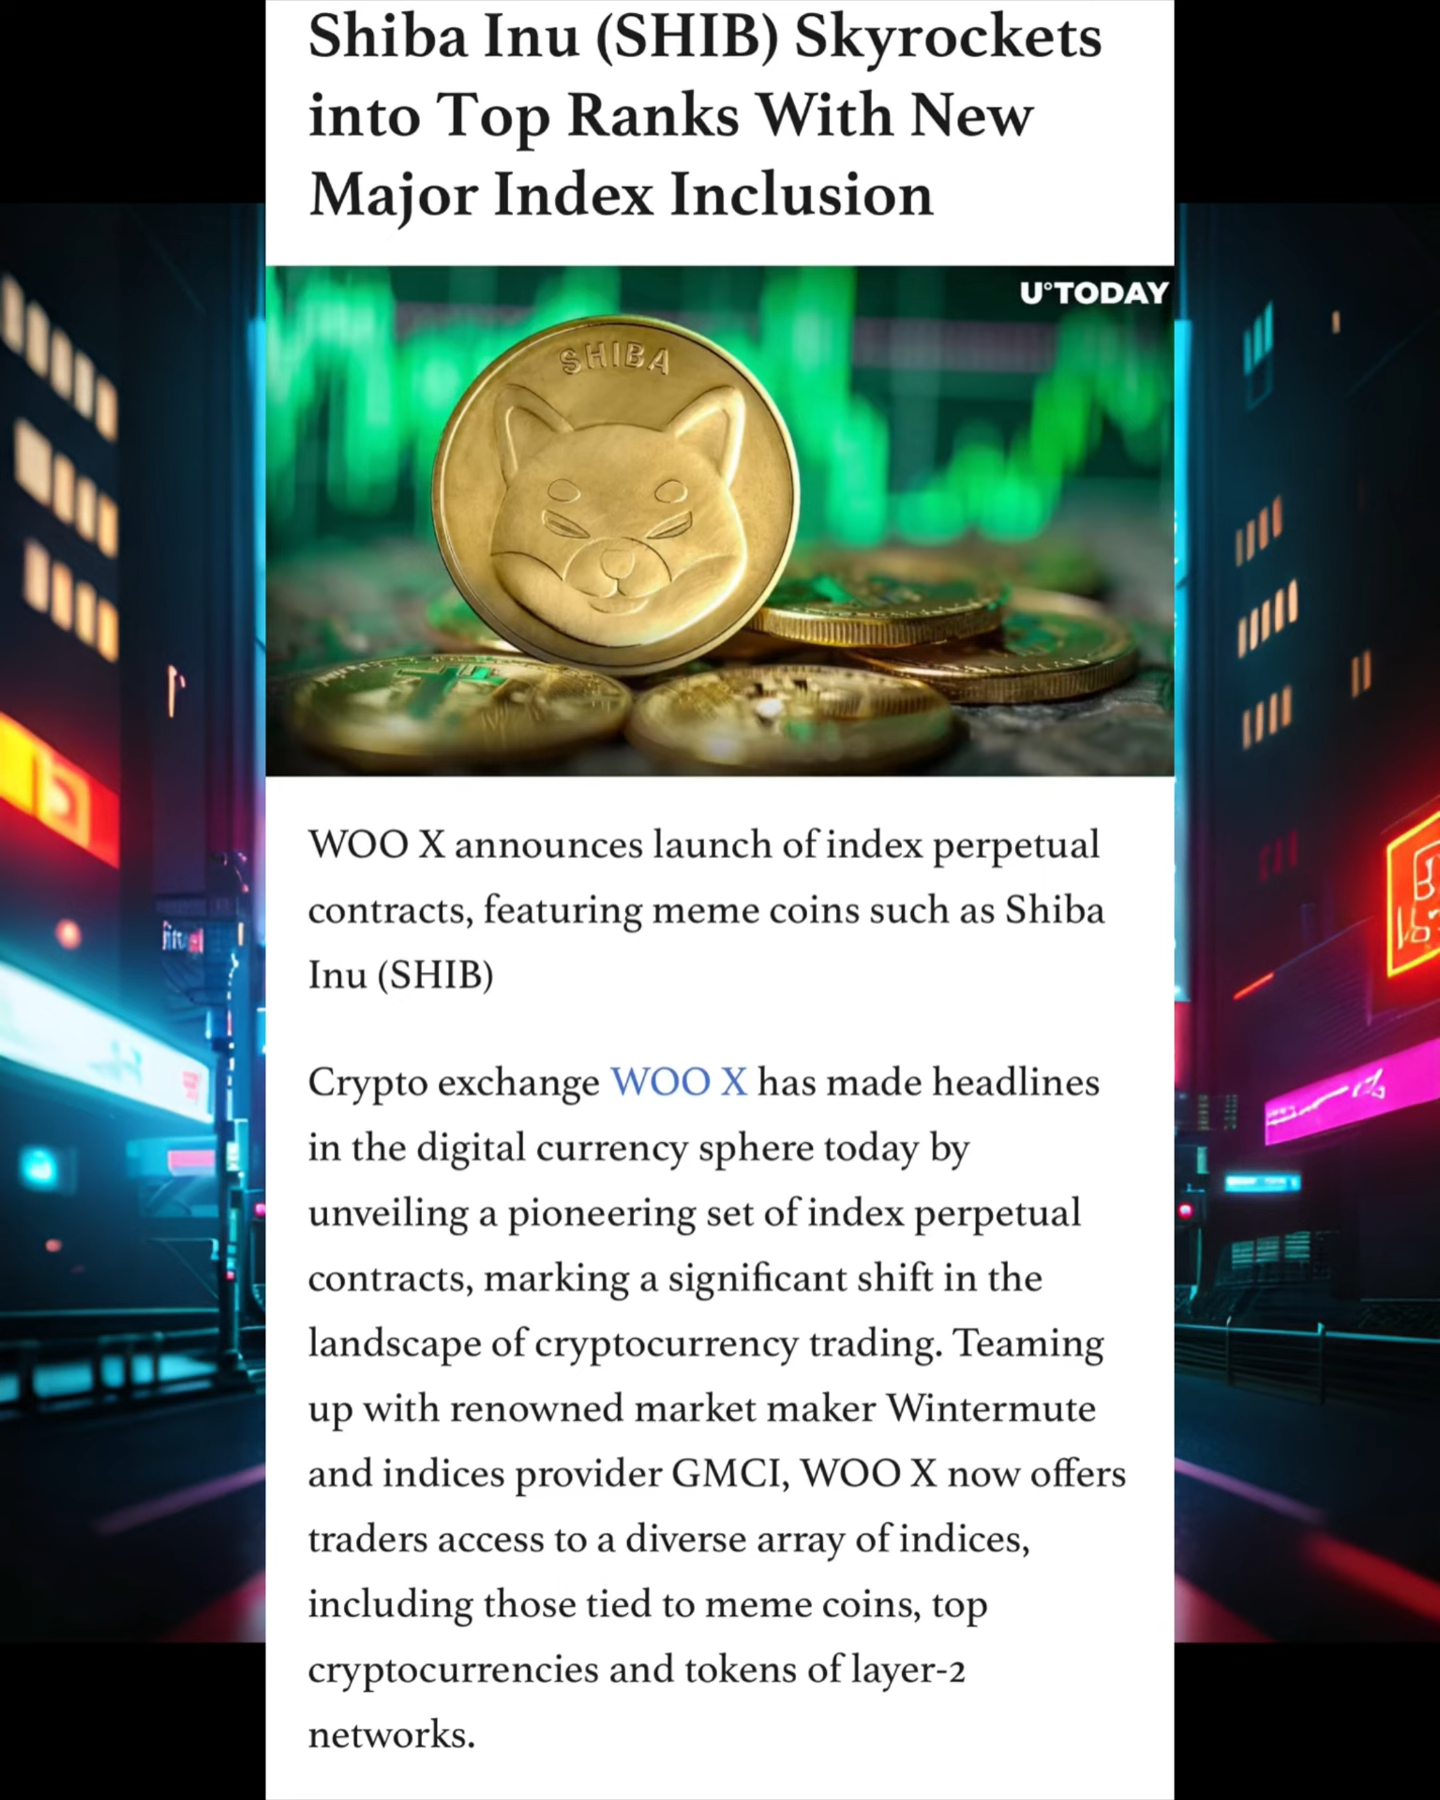 Shiba Inu (SHIB) Skyrockets
into Top Ranks With New
Major Index Inclusion
U°TODAY
SHIBA
WOO X announces launch of index perpetual
contracts, featuring meme coins such as Shiba
Inu (SHIB)
Crypto exchange WOO X has made headlines
in the digital currency sphere today by
unveiling a pioneering set of index perpetual
contracts, marking a significant shift in the
landscape of cryptocurrency trading. Teaming
up with renowned market maker Wintermute
and indices provider GMCI, WOO X now offers
traders access to a diverse array of indices,
including those tied to meme coins, top
cryptocurrencies and tokens of layer-2
networks.